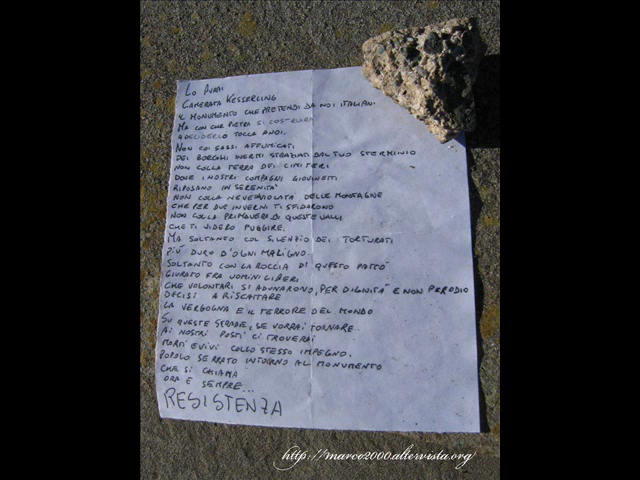 LO AVRAI
CAMERATA KESSERLING
IL MONUMENTO CHE PRETENDI DA NOI ITALIANI.
MA CON CHE PIETRA SI COSTRUIRÀ
A DECIDERLO TOCCA A NOI.
NON COI SASSI AFFUMICATI
DEI BORGHI INERMI STRAZIATI DAL TUO STERMINIO
NON COLLA TERRA DEI CIMITERI
DOVE I NOSTRI COMPAGNI GIOVINETTI
RIPOSANO IN SERENITA'
NON COLLA NEVE INVIOLATA DELLE MONTAGNE
CHE PER DUE INVERNI TI SFIDARONO
NON COLLA PRIMAVERA DI QUESTE VALLI
CHE TI VIDERO FUGGIRE.
MA SOLTANTO COL SILENZIO DEI TORTURATI
PIÚ DURO D'OGNI MACIGNO
SOLTANTO CON LA ROCCIA DI QUESTO PATTO
GIURATO FRA UOMINI LIBERI
CHE VOLONTARI SI ADUNARONO, PER DIGNITA' E NON PER ODIO
DECISI A RISCATTARE
LA VERGOGNA E IL TERRORE DEL MONDO
SU QUESTE STRADE, SE VORRAI TORNARE
AI NOSTRI POSTI CI TROVERAI
MORTI E VIVI COLLO STESSO IMPEGNO.
POPOLO SERRATO INTORNO AL MONUMENTO
CHE SI CHIAMA
ORA E SEMPRE...
RESISTENZA
http://marco2000.altervista.org/